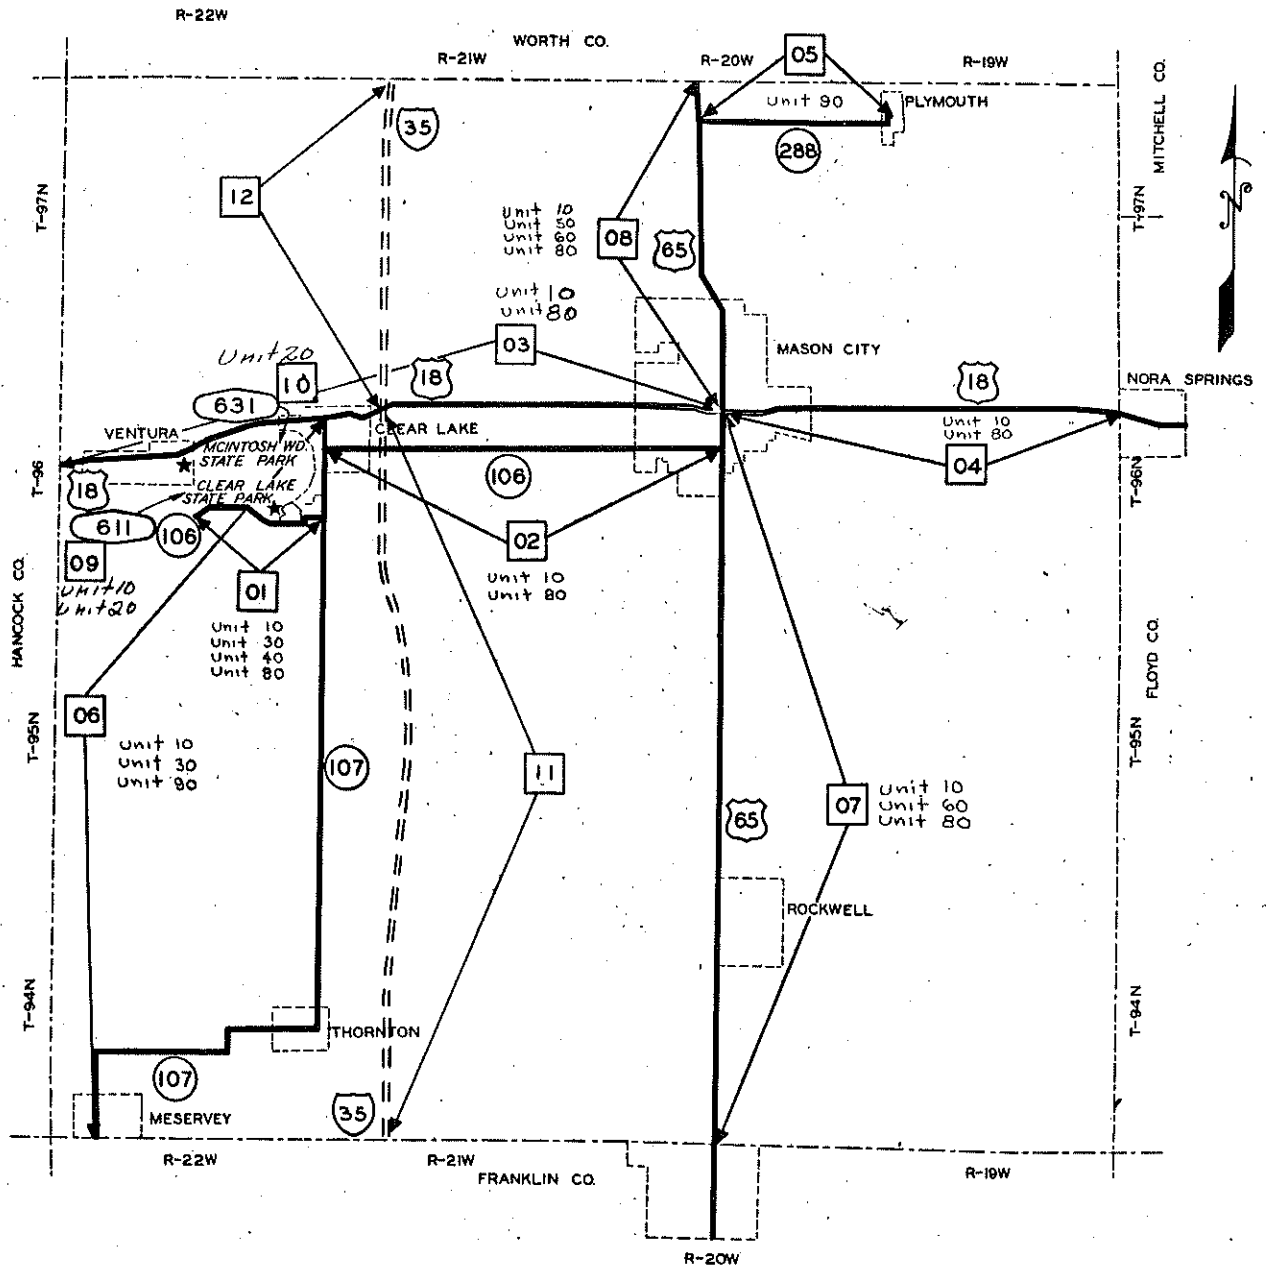 R-22W
WORTH CO.
R-21W
R-20W
05
R-19W
MITCHELL CO.
35
Unit 90
PLYMOUTH
288
12
T-97N
T-97N
N
Unit 10
Unit 50
Unit 60
Unit 80
08
65
Unit 10
Unit 80
03
MASON CITY
Unit 20
10
18
18
NORA SPRINGS
631
VENTURA
CLEAR LAKE
MCINTOSH WD.
STATE PARK
Unit 10
Unit 80
04
T-96
T-96N
18
CLEAR LAKE
STATE PARK
106
611
106
02
Unit 10
Unit 80
09
Unit 10
Unit 20
01
Unit 10
Unit 30
Unit 40
Unit 80
HANCOCK CO.
FLOYD CO.
06
Unit 10
Unit 30
Unit 90
T-95N
T-95N
107
11
65
07
Unit 10
Unit 60
Unit 80
ROCKWELL
T-94N
T-94N
THORNTON
107
MESERVEY
35
R-22W
R-21W
FRANKLIN CO.
R-19W
R-20W